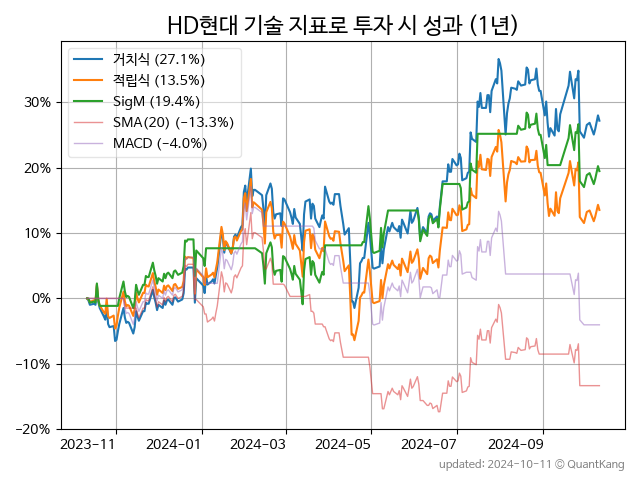 HD현대 기술 지표로 투자 시 성과 (1년)
거치식 (27.1%)
적립식 (13.5%)
SigM (19.4%)
SMA(20) (−13.3%)
MACD (−4.0%)
30%
20%
10%
0%
−10%
−20%
2023-11 2024-01 2024-03 2024-05 2024-07 2024-09
updated: 2024-10-11 © QuantKang